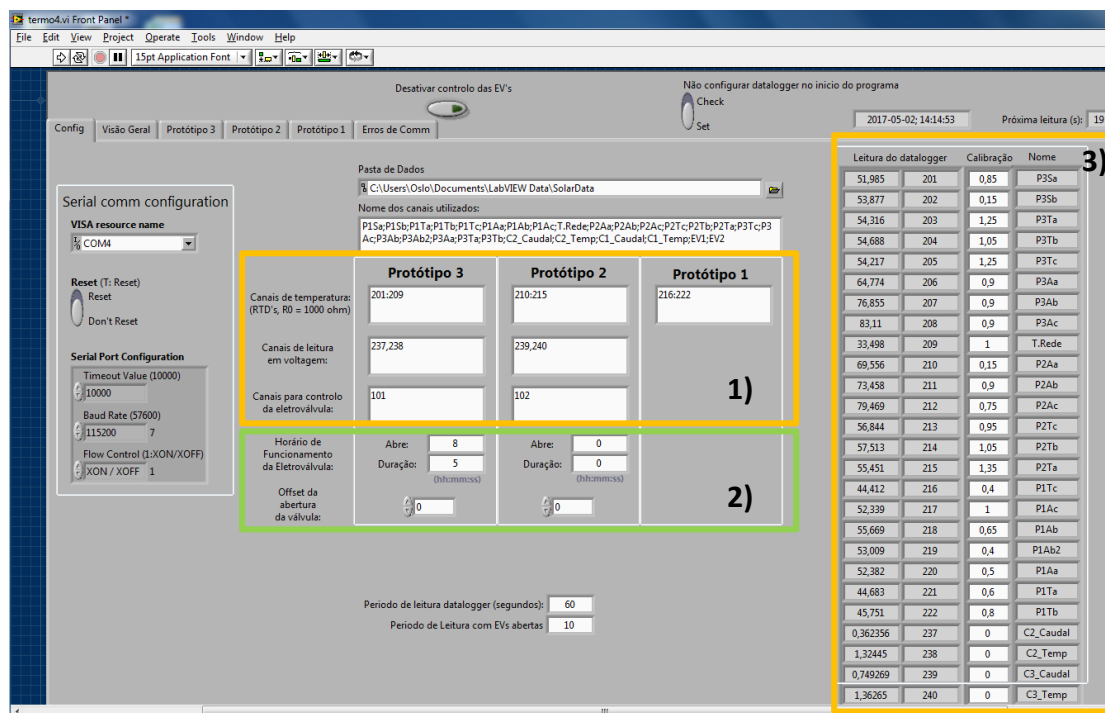 termo4.vi Front Panel *
File Edit View Project Operate Tools Window Help
15pt Application Font
Desativar controlo das EV's
Não configurar datalogger no inicio do programa
Check
Set
2017-05-02; 14:14:53
Próxima leitura (s): 19
Config Visão Geral Protótipo 3 Protótipo 2 Protótipo 1 Erros de Comm
Serial comm configuration
VISA resource name
COM4
Reset (T: Reset)
Reset
Don't Reset
Serial Port Configuration
Timeout Value (10000)
10000
Baud Rate (57600)
115200 7
Flow Control (1:XON/XOFF)
XON / XOFF 1
Pasta de Dados
C:\Users\Oslo\Documents\LabVIEW Data\SolarData
Nome dos canais utilizados:
P1Sa;P1Sb;P1Ta;P1Tb;P1Tc;P1Aa;P1Ab;P1Ac;T.Rede;P2Aa;P2Ab;P2Ac;P2Tc;P2Tb;P2Ta;P3Tc;P3
Ac;P3Ab;P3Ab2;P3Aa;P3Ta;P3Tb;C2_Caudal;C2_Temp;C1_Caudal;C1_Temp;EV1;EV2
Protótipo 3 Protótipo 2 Protótipo 1
Canais de temperatura:
(RTD's, R0 = 1000 ohm)
201:209 210:215 216:222
Canais de leitura
em voltagem:
237,238 239,240
Canais para controlo
da eletroválvula:
101 102
1)
Horário de
Funcionamento
da Eletroválvula:
Abre: 8 Abre: 0
Duração: 5 Duração: 0
(hh:mm:ss) (hh:mm:ss)
Offset da
abertura
da válvula:
0 0
2)
Periodo de leitura datalogger (segundos): 60
Periodo de Leitura com EVs abertas 10
3)
Leitura do datalogger Calibração Nome
51,985 201 0,85 P3Sa
53,877 202 0,15 P3Sb
54,316 203 1,25 P3Ta
54,688 204 1,05 P3Tb
54,217 205 1,25 P3Tc
64,774 206 0,9 P3Aa
76,855 207 0,9 P3Ab
83,11 208 0,9 P3Ac
33,498 209 1 T.Rede
69,556 210 0,15 P2Aa
73,458 211 0,9 P2Ab
79,469 212 0,75 P2Ac
56,844 213 0,95 P2Tc
57,513 214 1,05 P2Tb
55,451 215 1,35 P2Ta
44,412 216 0,4 P1Tc
52,339 217 1 P1Ac
55,669 218 0,65 P1Ab
53,009 219 0,4 P1Ab2
52,382 220 0,5 P1Aa
44,683 221 0,6 P1Ta
45,751 222 0,8 P1Tb
0,362356 237 0 C2_Caudal
1,32445 238 0 C2_Temp
0,749269 239 0 C3_Caudal
1,36265 240 0 C3_Temp